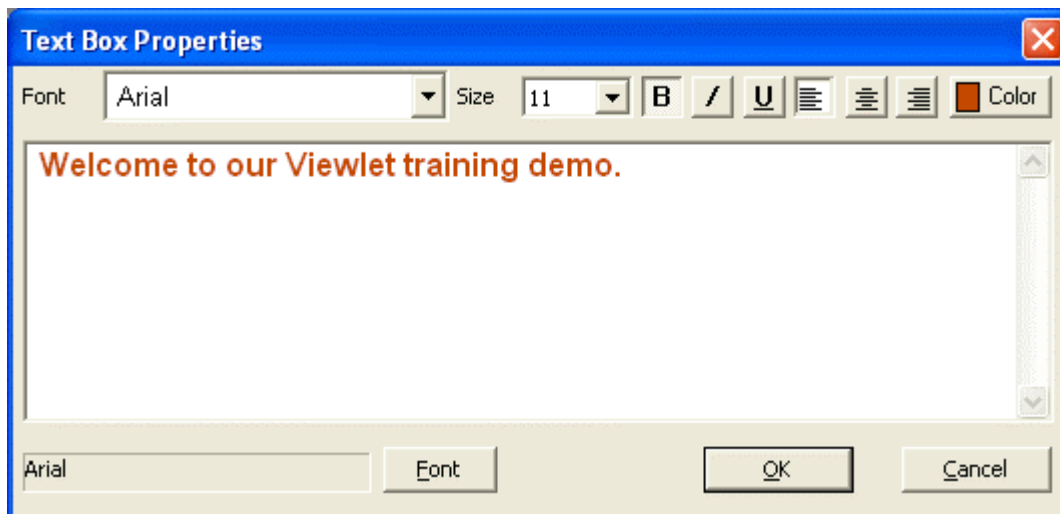 Text Box Properties
Font Arial Size 11 B I U Color
Welcome to our Viewlet training demo.
Arial Font OK Cancel